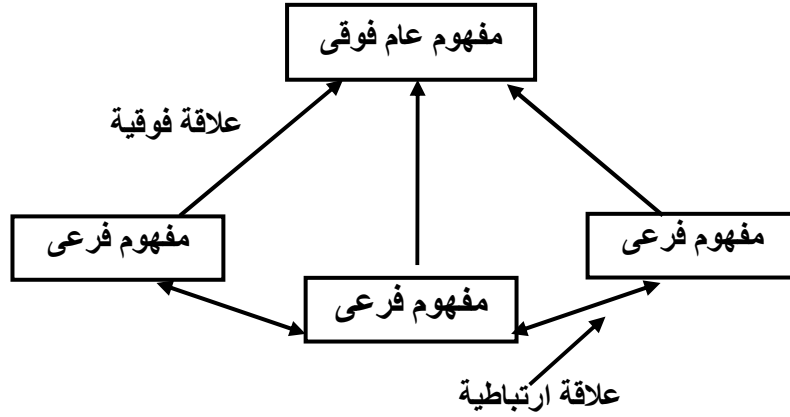 مفهوم عام فوقى
علاقة فوقية
مفهوم فرعى
مفهوم فرعى
مفهوم فرعى
علاقة ارتباطية